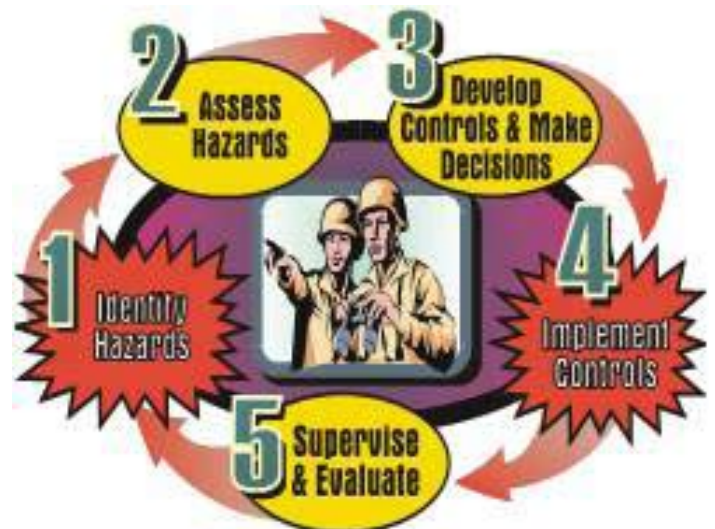 1
Identify
Hazards
2
Assess
Hazards
3
Develop
Controls & Make
Decisions
4
Implement
Controls
5
Supervise
& Evaluate